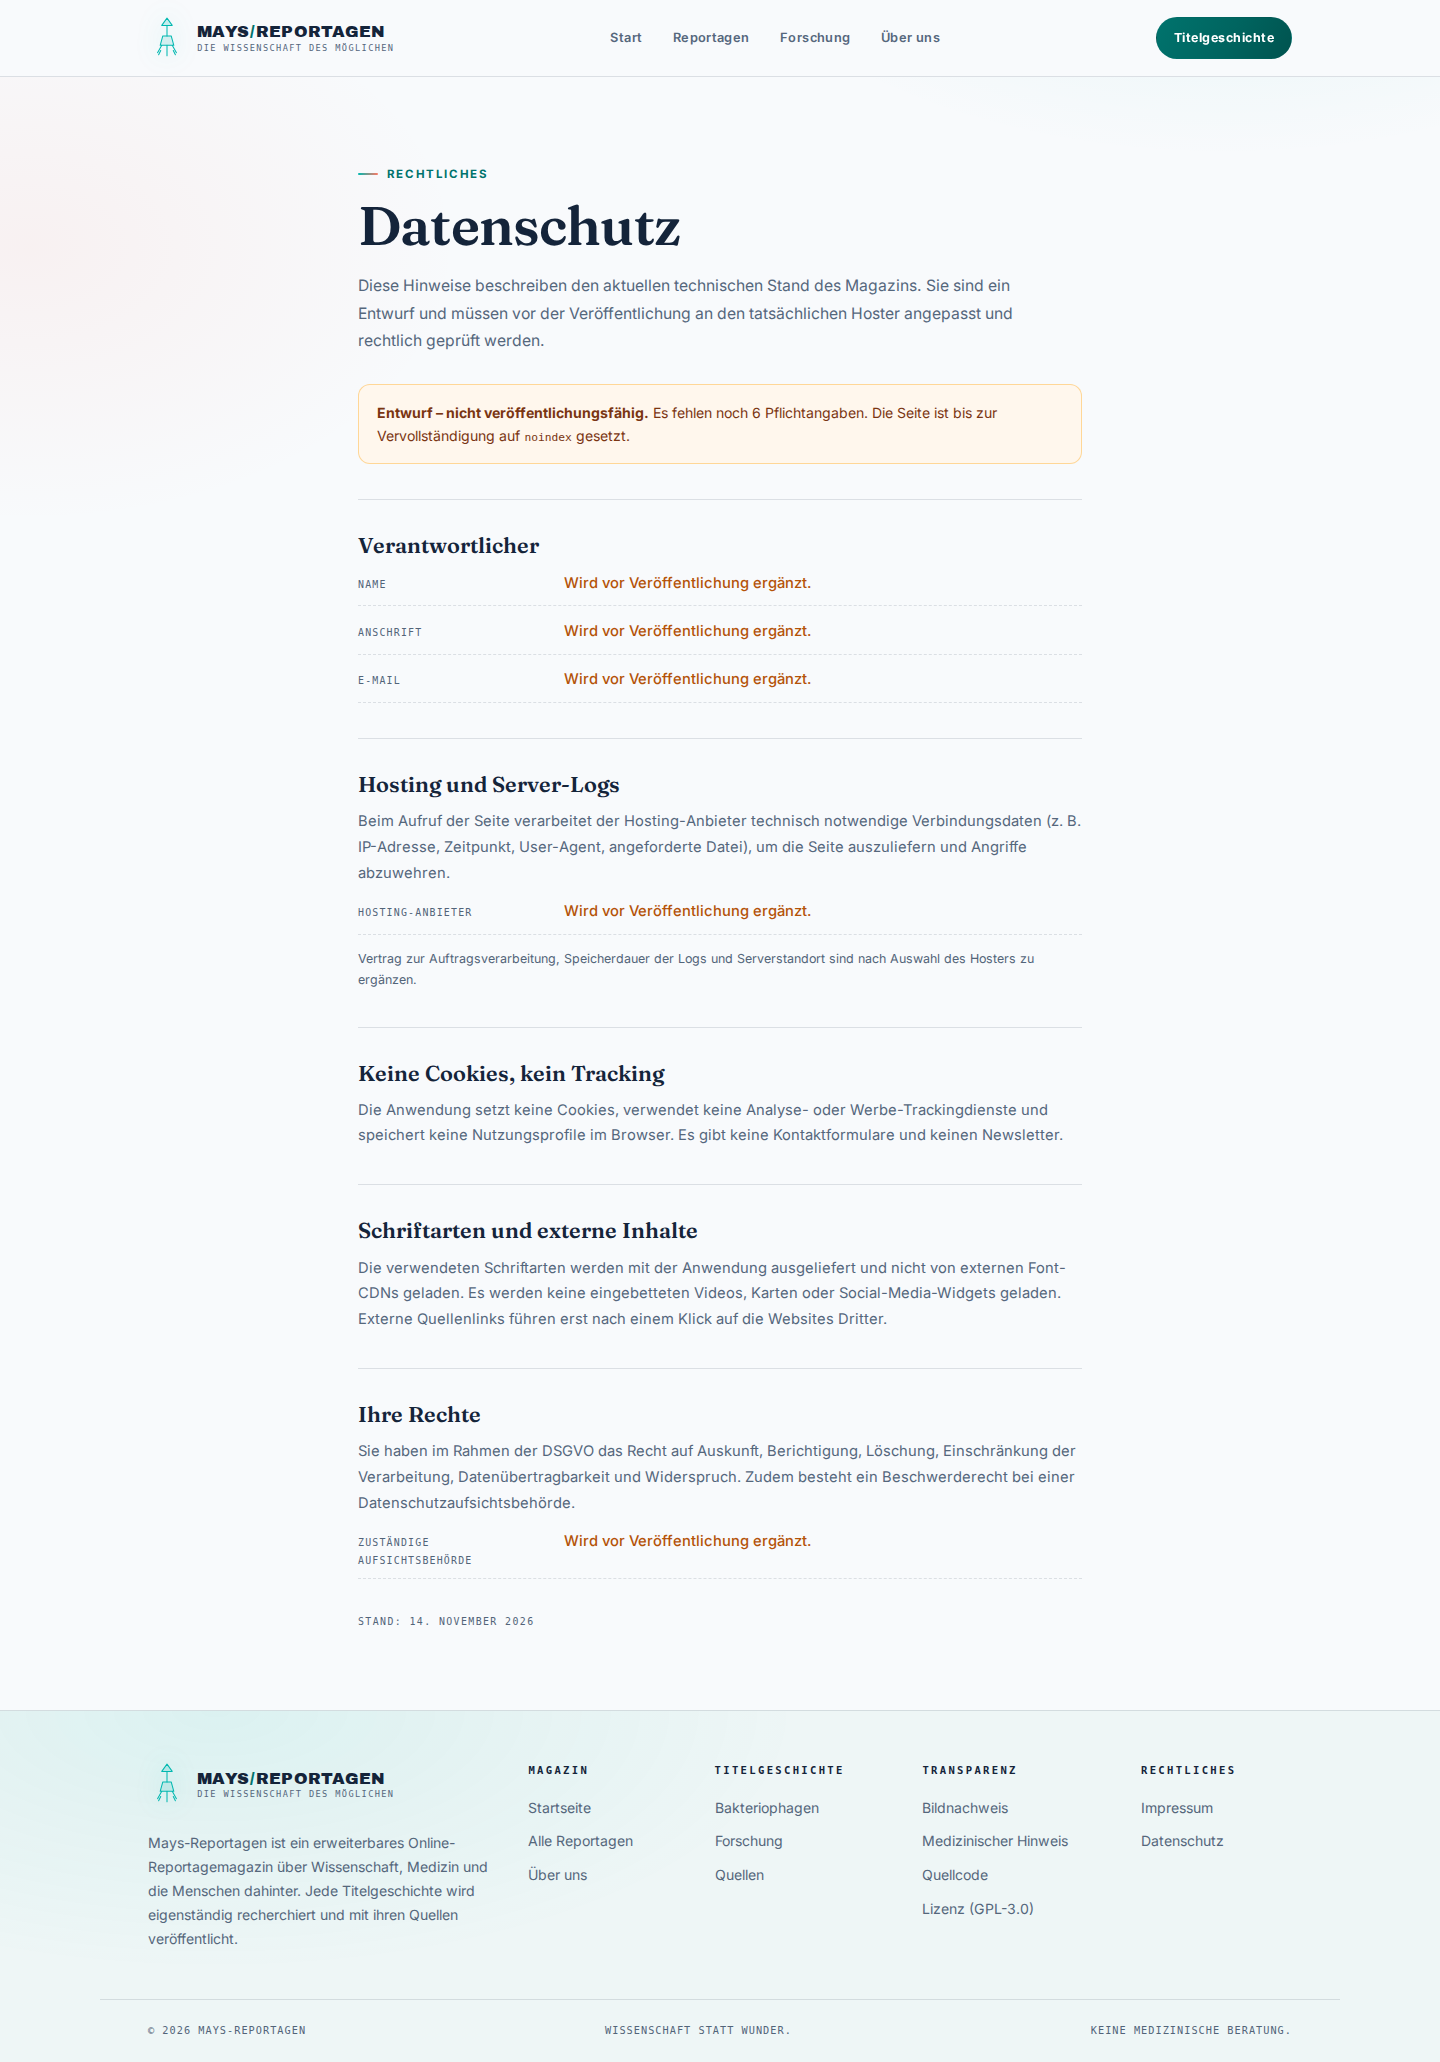 MAYS/REPORTAGEN
DIE WISSENSCHAFT DES MÖGLICHEN
Start
Reportagen
Forschung
Über uns
Titelgeschichte
RECHTLICHES
Datenschutz
Diese Hinweise beschreiben den aktuellen technischen Stand des Magazins. Sie sind ein
Entwurf und müssen vor der Veröffentlichung an den tatsächlichen Hoster angepasst und
rechtlich geprüft werden.
Entwurf – nicht veröffentlichungsfähig. Es fehlen noch 6 Pflichtangaben. Die Seite ist bis zur
Vervollständigung auf noindex gesetzt.
Verantwortlicher
NAME
Wird vor Veröffentlichung ergänzt.
ANSCHRIFT
Wird vor Veröffentlichung ergänzt.
E-MAIL
Wird vor Veröffentlichung ergänzt.
Hosting und Server-Logs
Beim Aufruf der Seite verarbeitet der Hosting-Anbieter technisch notwendige Verbindungsdaten (z. B.
IP-Adresse, Zeitpunkt, User-Agent, angeforderte Datei), um die Seite auszuliefern und Angriffe
abzuwehren.
HOSTING-ANBIETER
Wird vor Veröffentlichung ergänzt.
Vertrag zur Auftragsverarbeitung, Speicherdauer der Logs und Serverstandort sind nach Auswahl des Hosters zu
ergänzen.
Keine Cookies, kein Tracking
Die Anwendung setzt keine Cookies, verwendet keine Analyse- oder Werbe-Trackingdienste und
speichert keine Nutzungsprofile im Browser. Es gibt keine Kontaktformulare und keinen Newsletter.
Schriftarten und externe Inhalte
Die verwendeten Schriftarten werden mit der Anwendung ausgeliefert und nicht von externen Font-
CDNs geladen. Es werden keine eingebetteten Videos, Karten oder Social-Media-Widgets geladen.
Externe Quellenlinks führen erst nach einem Klick auf die Websites Dritter.
Ihre Rechte
Sie haben im Rahmen der DSGVO das Recht auf Auskunft, Berichtigung, Löschung, Einschränkung der
Verarbeitung, Datenübertragbarkeit und Widerspruch. Zudem besteht ein Beschwerderecht bei einer
Datenschutzaufsichtsbehörde.
ZUSTÄNDIGE
AUFSICHTSBEHÖRDE
Wird vor Veröffentlichung ergänzt.
STAND: 14. NOVEMBER 2026
MAYS/REPORTAGEN
DIE WISSENSCHAFT DES MÖGLICHEN
Mays-Reportagen ist ein erweiterbares Online-
Reportagemagazin über Wissenschaft, Medizin und
die Menschen dahinter. Jede Titelgeschichte wird
eigenständig recherchiert und mit ihren Quellen
veröffentlicht.
MAGAZIN
Startseite
Alle Reportagen
Über uns
TITELGESCHICHTE
Bakteriophagen
Forschung
Quellen
TRANSPARENZ
Bildnachweis
Medizinischer Hinweis
Quellcode
Lizenz (GPL-3.0)
RECHTLICHES
Impressum
Datenschutz
© 2026 MAYS-REPORTAGEN
WISSENSCHAFT STATT WUNDER.
KEINE MEDIZINISCHE BERATUNG.